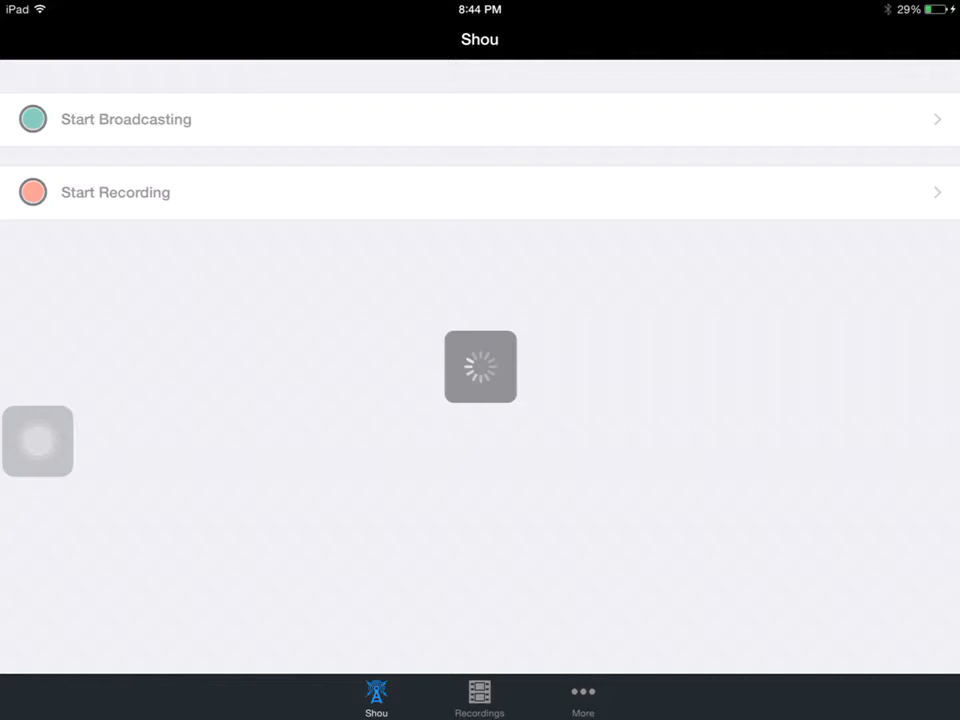 iPad
8:44 PM
29%
Shou
Start Broadcasting
Start Recording
Shou
Recordings
More